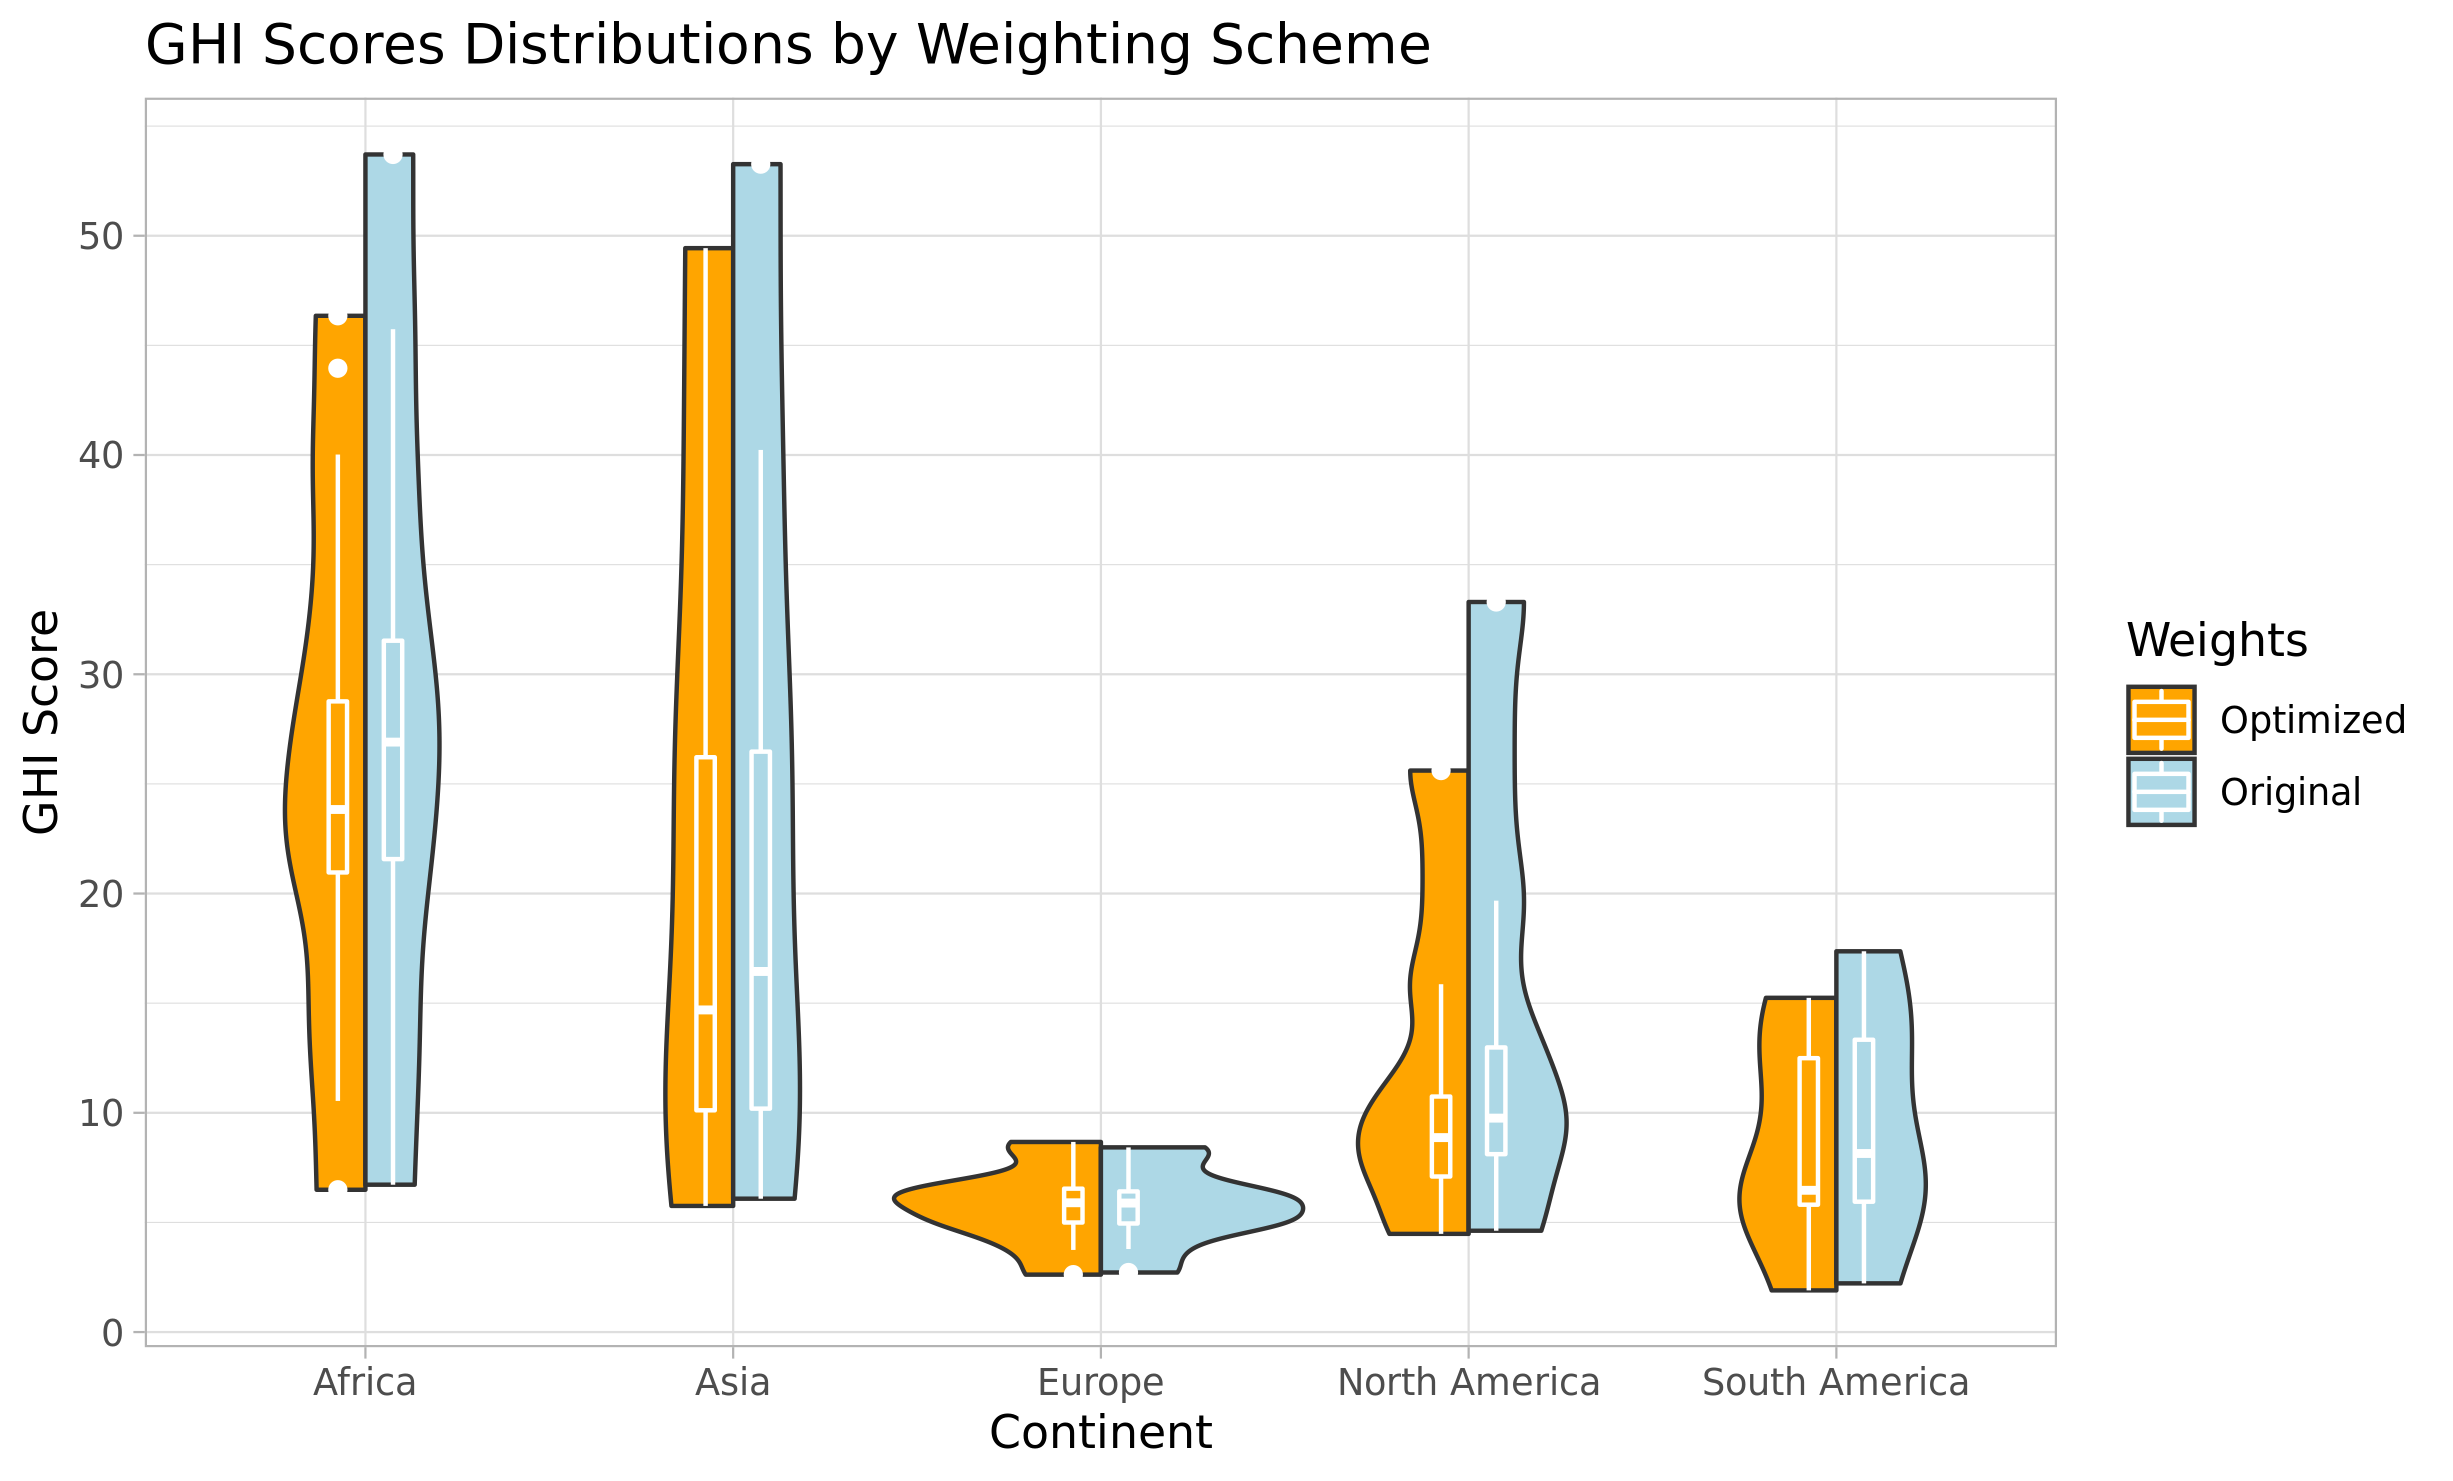 GHI Scores Distributions by Weighting Scheme
GHI Score
50
40
30
20
10
0
Africa Asia Europe North America South America
Continent
Weights
Optimized
Original